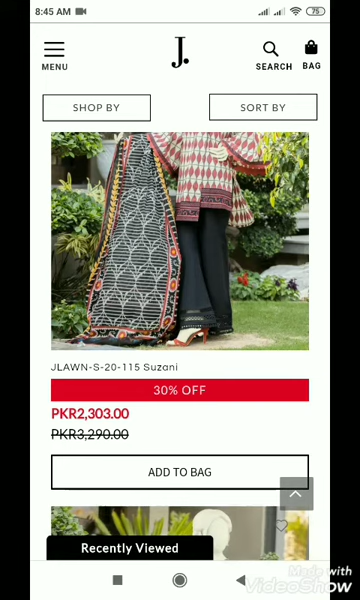 8:45 AM
75
MENU
J.
SEARCH
BAG
SHOP BY
SORT BY
JLAWN-S-20-115 Suzani
30% OFF
PKR2,303.00
PKR3,290.00
ADD TO BAG
Recently Viewed
Made with
VideoShow